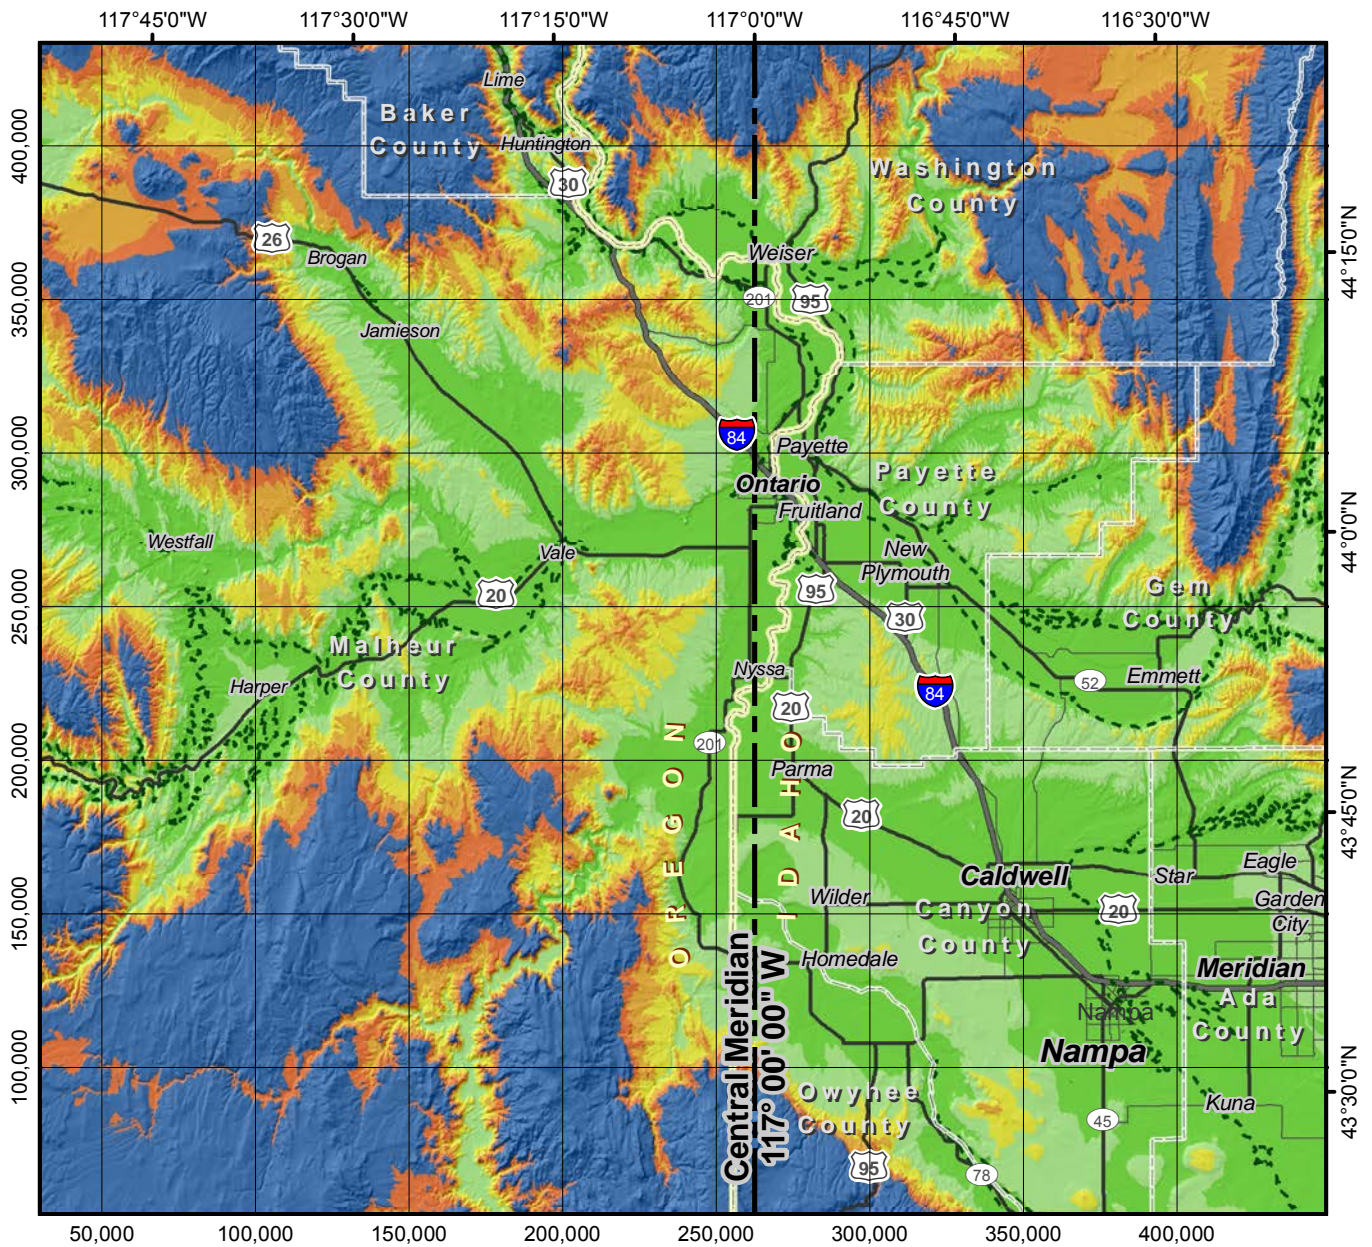 117°45'0"W 117°30'0"W 117°15'0"W 117°0'0"W 116°45'0"W 116°30'0"W
Lime
Baker
County
Huntington
Washington
County
30
400,000
26
Brogan
Weiser
44°15'0"N
201
95
350,000
Jamieson
84
Payette
300,000
Ontario
Payette
County
Fruitland
Westfall
Vale
New
Plymouth
44°0'0"N
20
95
30
Gem
County
250,000
Malheur
County
Harper
Nyssa
84
52
Emmett
20
OREGON
IDAHO
201
200,000
Parma
20
43°45'0"N
Caldwell
Star
Eagle
Wilder
Canyon
County
20
Garden
City
150,000
Homedale
Meridian
Ada
County
Nampa
Nampa
Central Meridian
117° 00' 00" W
100,000
Owyhee
County
45
Kuna
43°30'0"N
95
78
50,000 100,000 150,000 200,000 250,000 300,000 350,000 400,000